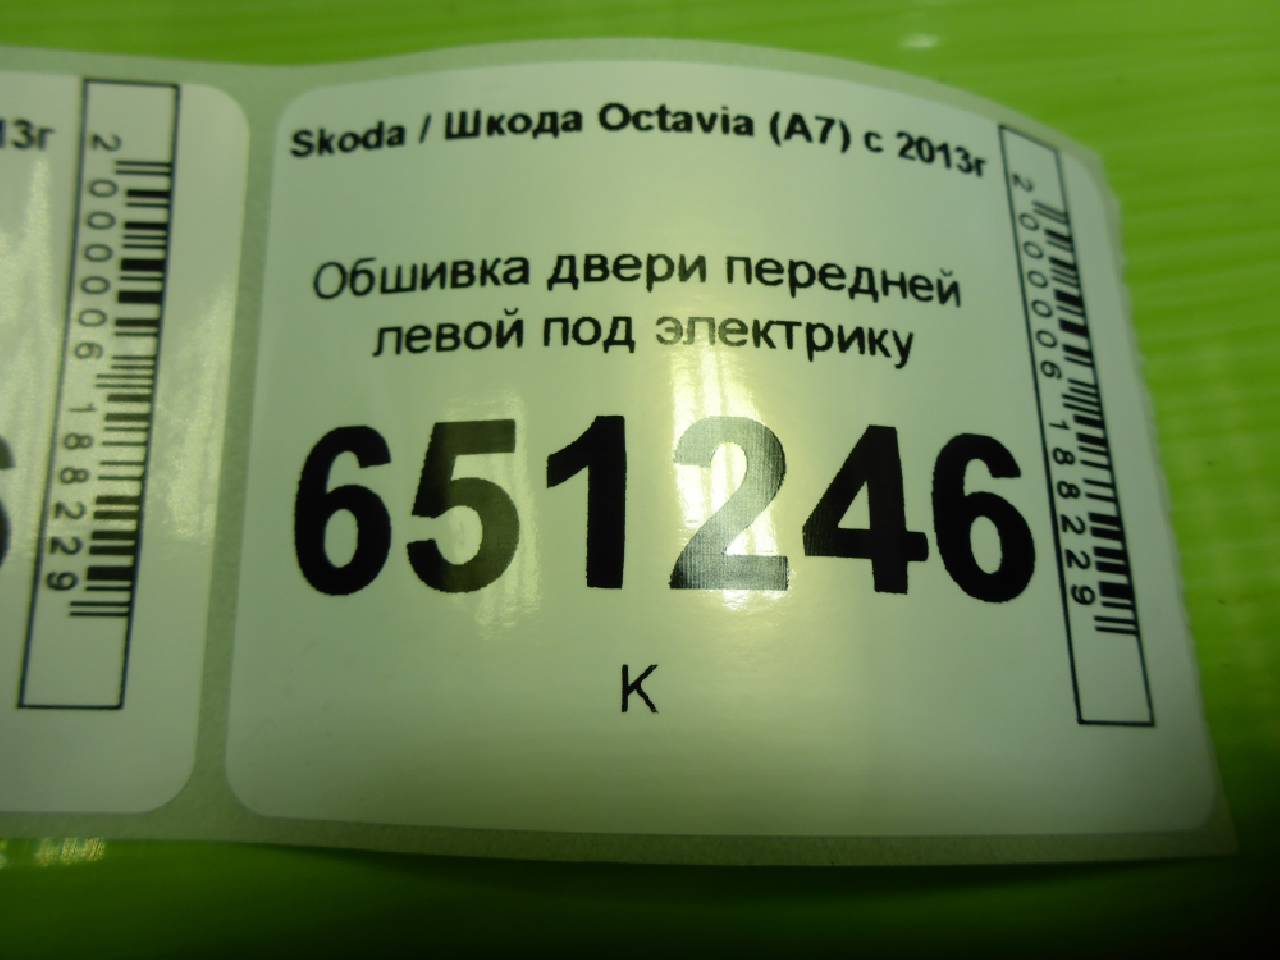 13г
2000006188229
Skoda / Шкода Octavia (A7) с 2013г
Обшивка двери передней
левой под электрику
651246
К
2000006188229